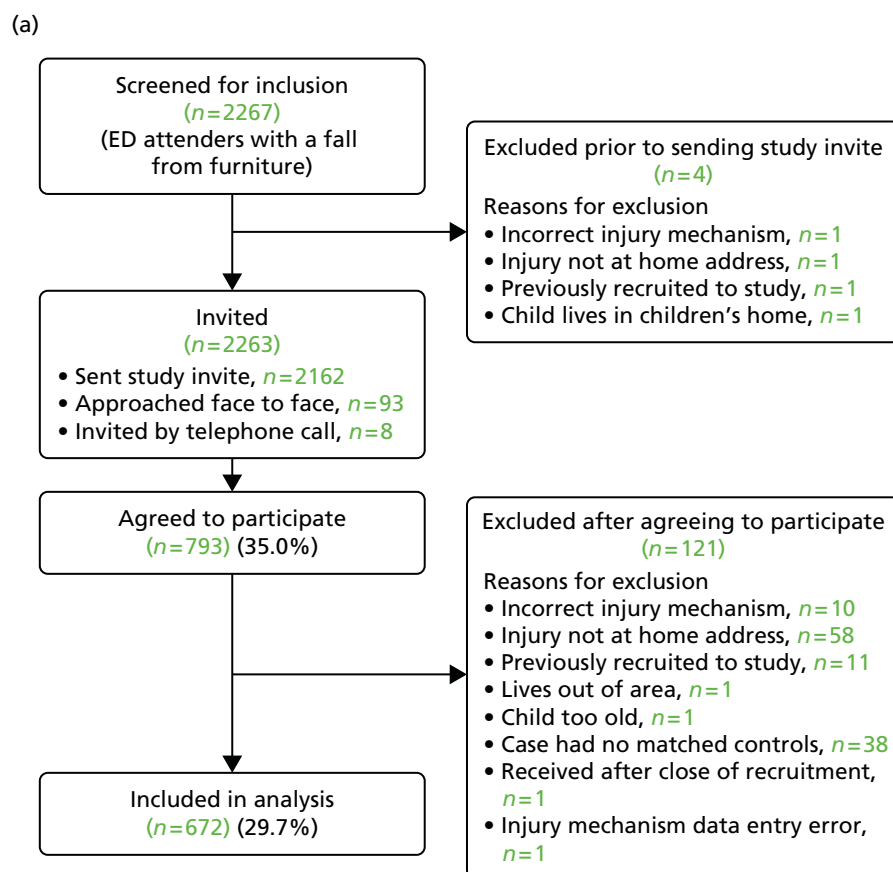 (a)
Screened for inclusion
(n=2267)
(ED attenders with a fall
from furniture)
Excluded prior to sending study invite
(n=4)
Reasons for exclusion
• Incorrect injury mechanism, n=1
• Injury not at home address, n=1
• Previously recruited to study, n=1
• Child lives in children's home, n=1
Invited
(n=2263)
• Sent study invite, n=2162
• Approached face to face, n=93
• Invited by telephone call, n=8
Agreed to participate
(n=793) (35.0%)
Excluded after agreeing to participate
(n=121)
Reasons for exclusion
• Incorrect injury mechanism, n=10
• Injury not at home address, n=58
• Previously recruited to study, n=11
• Lives out of area, n=1
• Child too old, n=1
• Case had no matched controls, n=38
• Received after close of recruitment,
n=1
• Injury mechanism data entry error,
n=1
Included in analysis
(n=672) (29.7%)